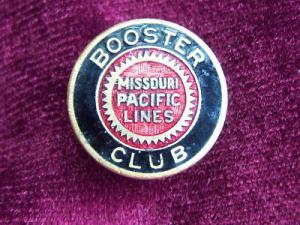 BOOSTER
MISSOURI
PACIFIC
LINES
CLUB